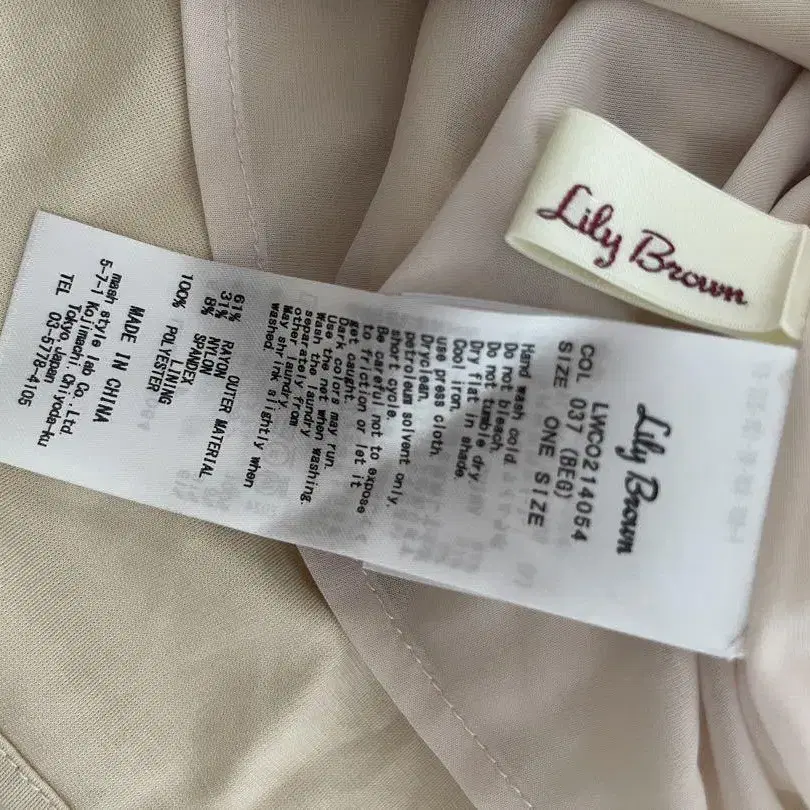 Lily Brown
Lily Brown
LWCO214054
COL 037 (BEG)
SIZE ONE SIZE
Hand wash cold.
Do not bleach.
Do not tumble dry.
Dry flat in shade.
Cool iron.
use press cloth.
Dryclean.
petroleum solvent only.
short cycle.
Be careful not to expose
to friction or let it
get caught.
Dark colors may run.
Use the net when washing.
Wash the laundry
separately from
other laundry
May shrink slightly when
washed.
OUTER MATERIAL
61% RAYON
31% NYLON
8% SPANDEX
LINING
100% POLYESTER
MADE IN CHINA
mash style lab Co., Ltd.
5-7-1 Kojimachi, Chiyoda-ku
Tokyo Japan
TEL 03-5778-4105